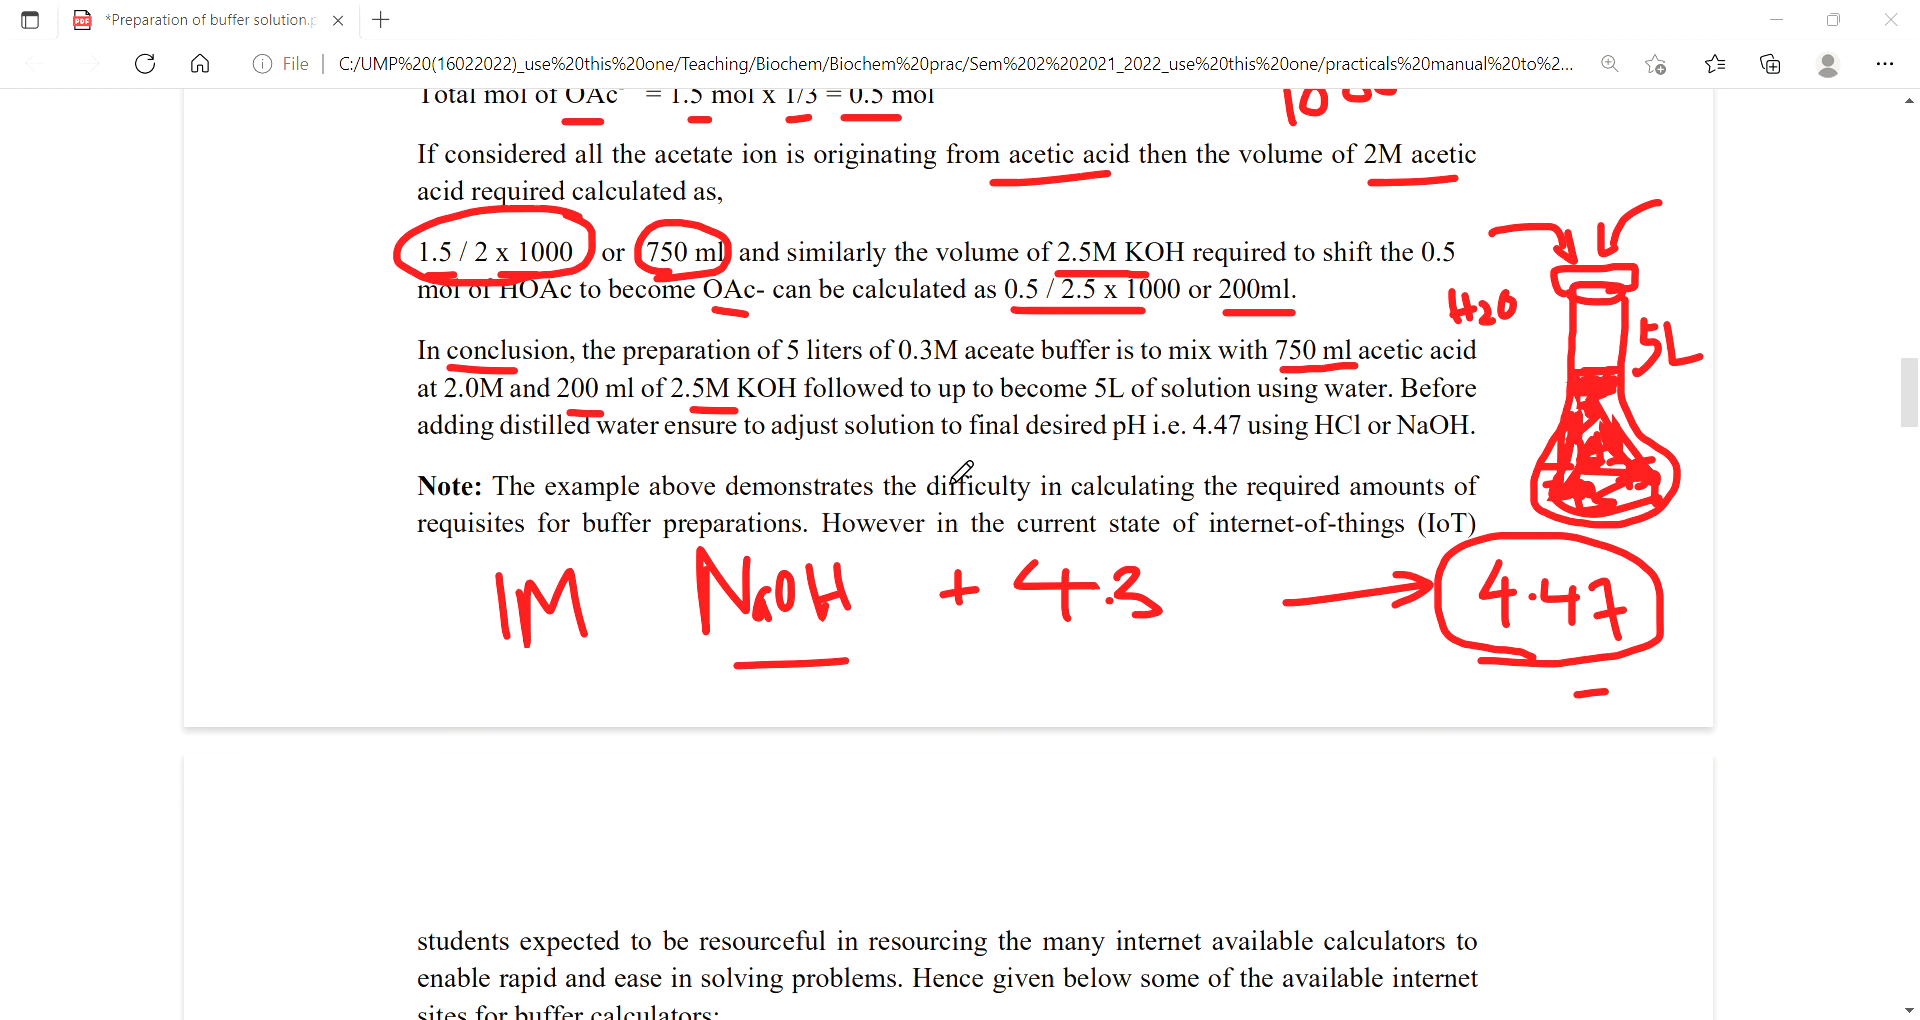 *Preparation of buffer solution.p
File
C:/UMP%20(16022022)_use%20this%20one/Teaching/Biochem/Biochem%20prac/Sem%202%202021_2022_use%20this%20one/practicals%20manual%20to%2...
Total mol of OAc⁻ = 1.5 mol x 1/3 = 0.5 mol
If considered all the acetate ion is originating from acetic acid then the volume of 2M acetic
acid required calculated as,
1.5 / 2 x 1000 or 750 ml and similarly the volume of 2.5M KOH required to shift the 0.5
mol of HOAc to become OAc- can be calculated as 0.5 / 2.5 x 1000 or 200ml.
H2O
5L
In conclusion, the preparation of 5 liters of 0.3M aceate buffer is to mix with 750 ml acetic acid
at 2.0M and 200 ml of 2.5M KOH followed to up to become 5L of solution using water. Before
adding distilled water ensure to adjust solution to final desired pH i.e. 4.47 using HCl or NaOH.
Note: The example above demonstrates the difficulty in calculating the required amounts of
requisites for buffer preparations. However in the current state of internet-of-things (IoT)
1M NaOH + 4.3 → 4.47
students expected to be resourceful in resourcing the many internet available calculators to
enable rapid and ease in solving problems. Hence given below some of the available internet
sites for buffer calculators: